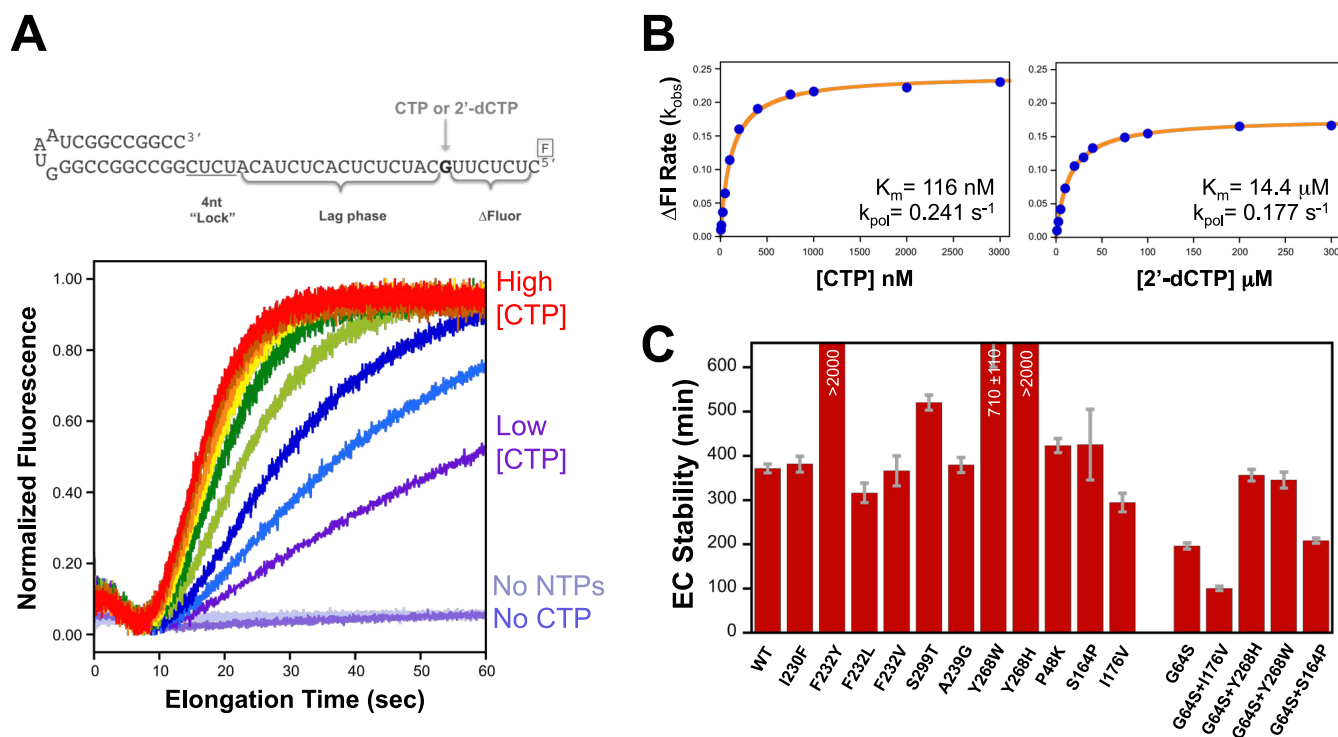 A
CTP or 2'-dCTP
A A UCGGCCGGCC3'
U G GGCCGGCCGGCUCUACAUCUCACUCUCUACGUUCUCUC5' F
4nt
"Lock"
Lag phase
ΔFluor
Normalized Fluorescence
1.00
0.80
0.60
0.40
0.20
0.00
0
10
20
30
40
50
60
Elongation Time (sec)
High
[CTP]
Low
[CTP]
No NTPs
No CTP
B
ΔFl Rate (kobs)
0.25
0.20
0.15
0.10
0.05
0.00
0
500
1000
1500
2000
2500
3000
Km= 116 nM
kpol= 0.241 s-1
[CTP] nM
0.25
0.20
0.15
0.10
0.05
0.00
0
50
100
150
200
250
300
Km= 14.4 μM
kpol= 0.177 s-1
[2'-dCTP] μM
C
EC Stability (min)
600
500
400
300
200
100
0
>2000
710 ± 110
>2000
WT
I230F
F232Y
F232L
F232V
S299T
A239G
Y268W
Y268H
P48K
S164P
I176V
G64S
G64S+I176V
G64S+Y268H
G64S+Y268W
G64S+S164P